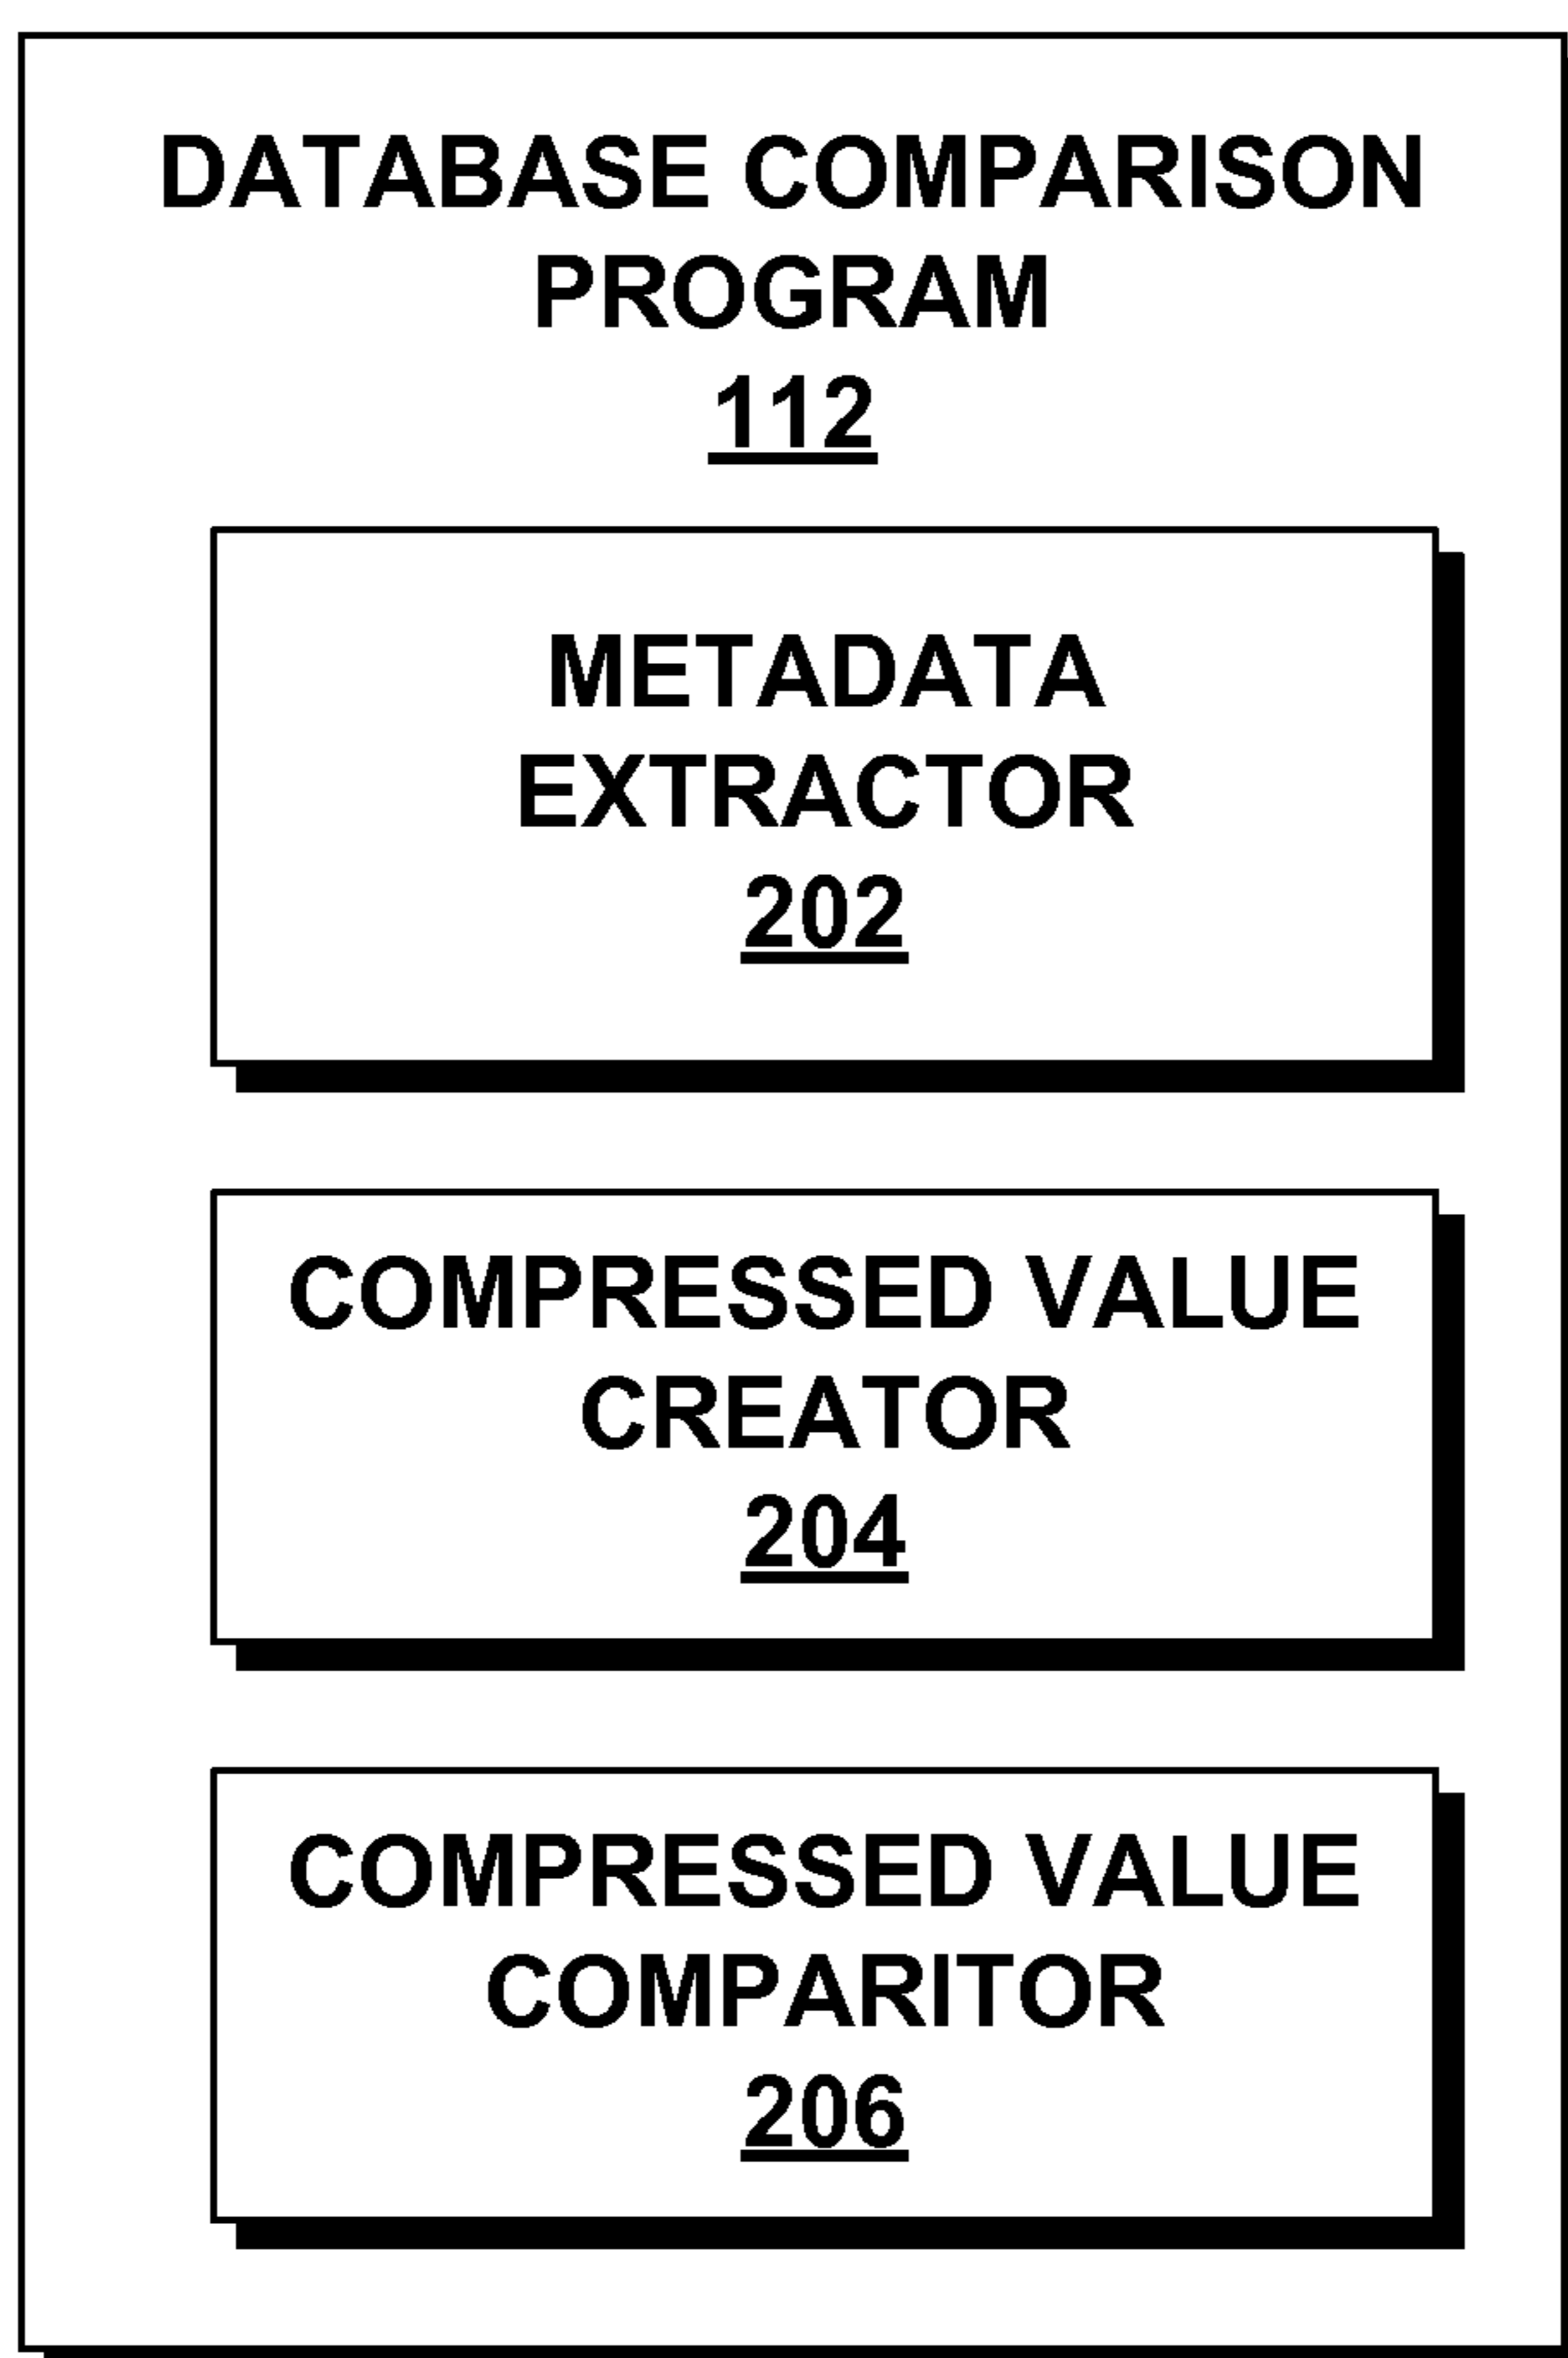 DATABASE COMPARISON
PROGRAM
112
METADATA
EXTRACTOR
202
COMPRESSED VALUE
CREATOR
204
COMPRESSED VALUE
COMPARITOR
206